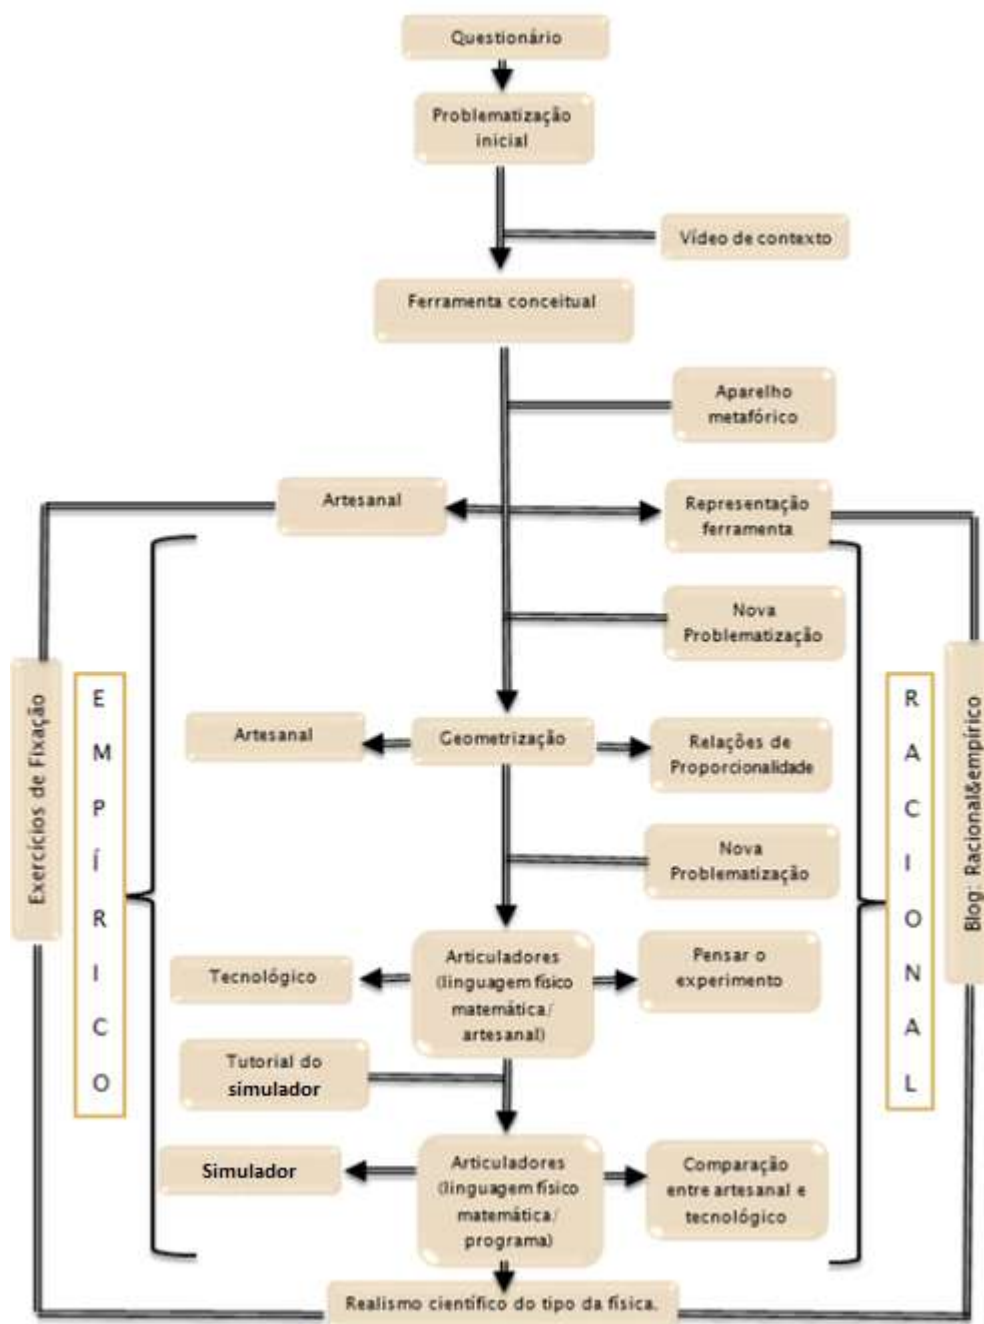 Questionário
Problematização
inicial
Vídeo de contexto
Ferramenta conceitual
Aparelho
metafórico
Artesanal
Representação
ferramenta
Nova
Problematização
Exercícios de Fixação
E
M
P
Í
R
I
C
O
Artesanal
Geometrização
Relações de
Proporcionalidade
R
A
C
I
O
N
A
L
Blog: Racional&empírico
Nova
Problematização
Tecnológico
Articuladores
(linguagem físico
matemática/
artesanal)
Pensar o
experimento
Tutorial do
simulador
Simulador
Articuladores
(linguagem físico
matemática/
programa)
Comparação
entre artesanal e
tecnológico
Realismo científico do tipo da física.